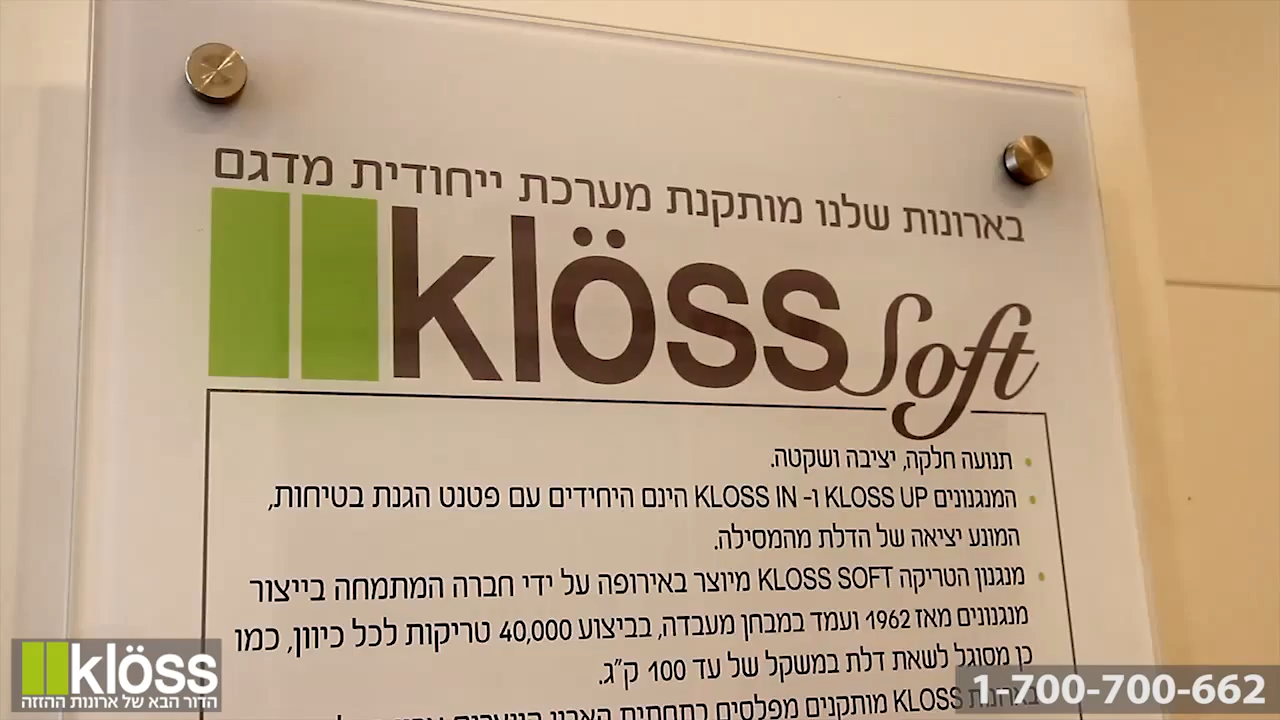 בארונות שלנו מותקנת מערכת ייחודית מדגם
klöss Soft
• תנועה חלקה, יציבה ושקטה.
• המנגנונים KLOSS UP ו- KLOSS IN הינם היחידים עם פטנט הגנת בטיחות,
המונע יציאה של הדלת מהמסילה.
• מנגנון הטריקה KLOSS SOFT מיוצר באירופה על ידי חברה המתמחה בייצור
מנגנונים מאז 1962 ועמד במבחן מעבדה, בביצוע 40,000 טריקות לכל כיוון, כמו
כן מסוגל לשאת דלת במשקל של עד 100 ק"ג.
בארונות KLOSS מותקנים מפלסים בתחתית הארון
klöss
הדור הבא של ארונות ההזזה
1-700-700-662